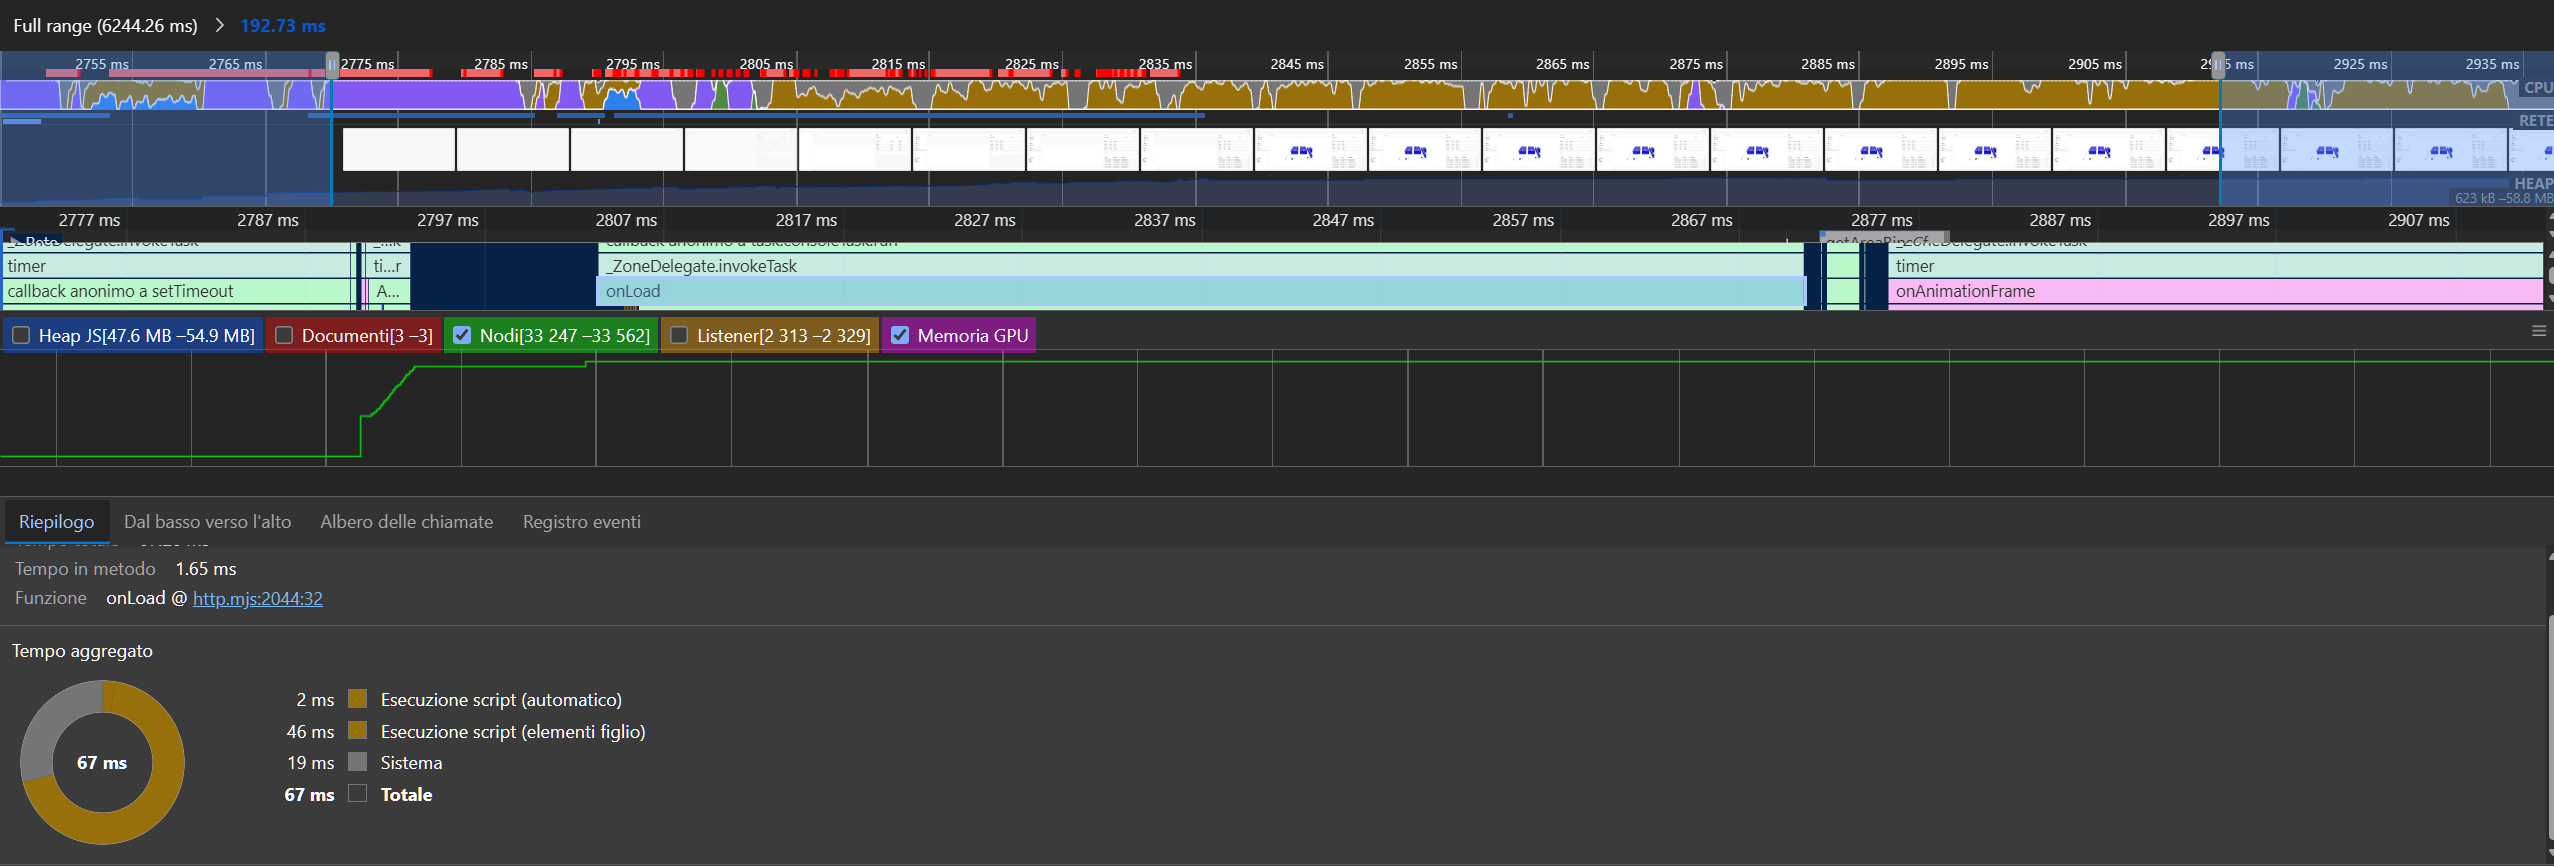 Full range (6244.26 ms) > 192.73 ms
2755 ms 2765 ms 2775 ms 2785 ms 2795 ms 2805 ms 2815 ms 2825 ms 2835 ms 2845 ms 2855 ms 2865 ms 2875 ms 2885 ms 2895 ms 2905 ms 2925 ms 2935 ms
CPU
RETE
HEAP
623 kB –58.8 MB
2777 ms 2787 ms 2797 ms 2807 ms 2817 ms 2827 ms 2837 ms 2847 ms 2857 ms 2867 ms 2877 ms 2887 ms 2897 ms 2907 ms
callback anonimo a task.consoleTask.run _ZoneDelegate.invokeTask
timer ti...r _ZoneDelegate.invokeTask timer
callback anonimo a setTimeout A... onLoad onAnimationFrame
Heap JS[47.6 MB –54.9 MB] Documenti[3 –3] Nodi[33 247 –33 562] Listener[2 313 –2 329] Memoria GPU
Riepilogo Dal basso verso l'alto Albero delle chiamate Registro eventi
Tempo in metodo 1.65 ms
Funzione onLoad @ http.mjs:2044:32
Tempo aggregato
67 ms
2 ms Esecuzione script (automatico)
46 ms Esecuzione script (elementi figlio)
19 ms Sistema
67 ms Totale